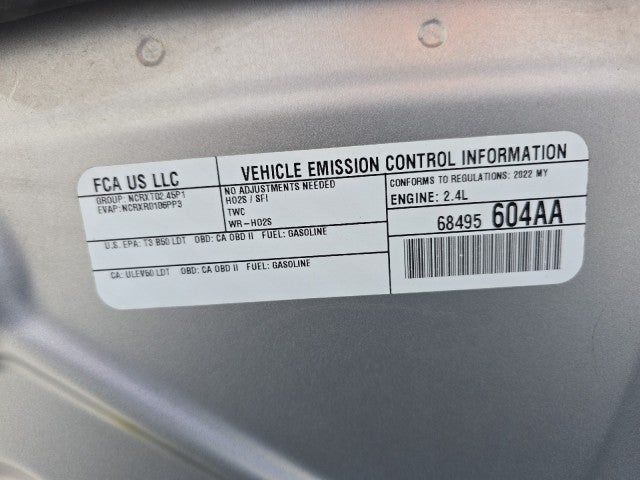 FCA US LLC
GROUP: NCRXT02.45P1
EVAP: NCRXR0106PP3
VEHICLE EMISSION CONTROL INFORMATION
NO ADJUSTMENTS NEEDED
HO2S / SFI
TWC
WR-HO2S
CONFORMS TO REGULATIONS: 2022 MY
ENGINE: 2.4L
68495 604AA
U.S. EPA: T3 B50 LDT OBD: CA OBD II FUEL: GASOLINE
CA: ULEV50 LDT OBD: CA OBD II FUEL: GASOLINE